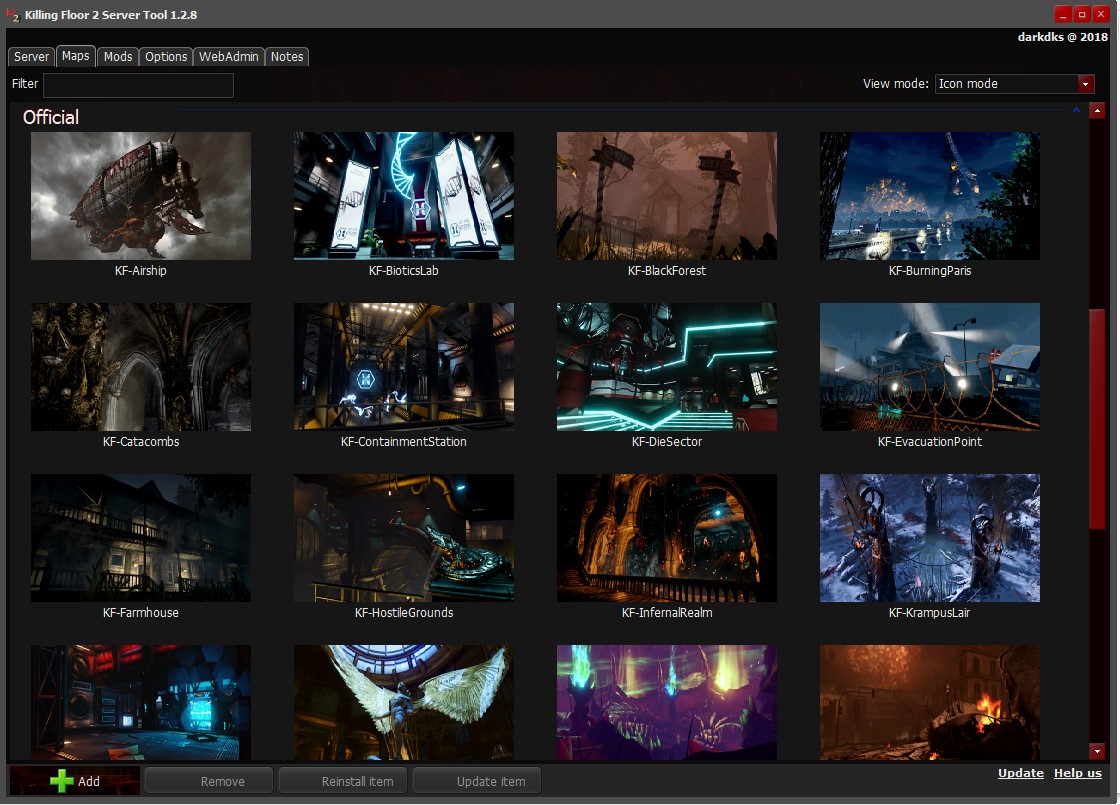 Killing Floor 2 Server Tool 1.2.8
darkdks @ 2018
Server Maps Mods Options WebAdmin Notes
Filter View mode: Icon mode
Official
KF-Airship KF-BioticsLab KF-BlackForest KF-BurningParis
KF-Catacombs KF-ContainmentStation KF-DieSector KF-EvacuationPoint
KF-Farmhouse KF-HostileGrounds KF-InfernalRealm KF-KrampusLair
Add Remove Reinstall item Update item Update Help us